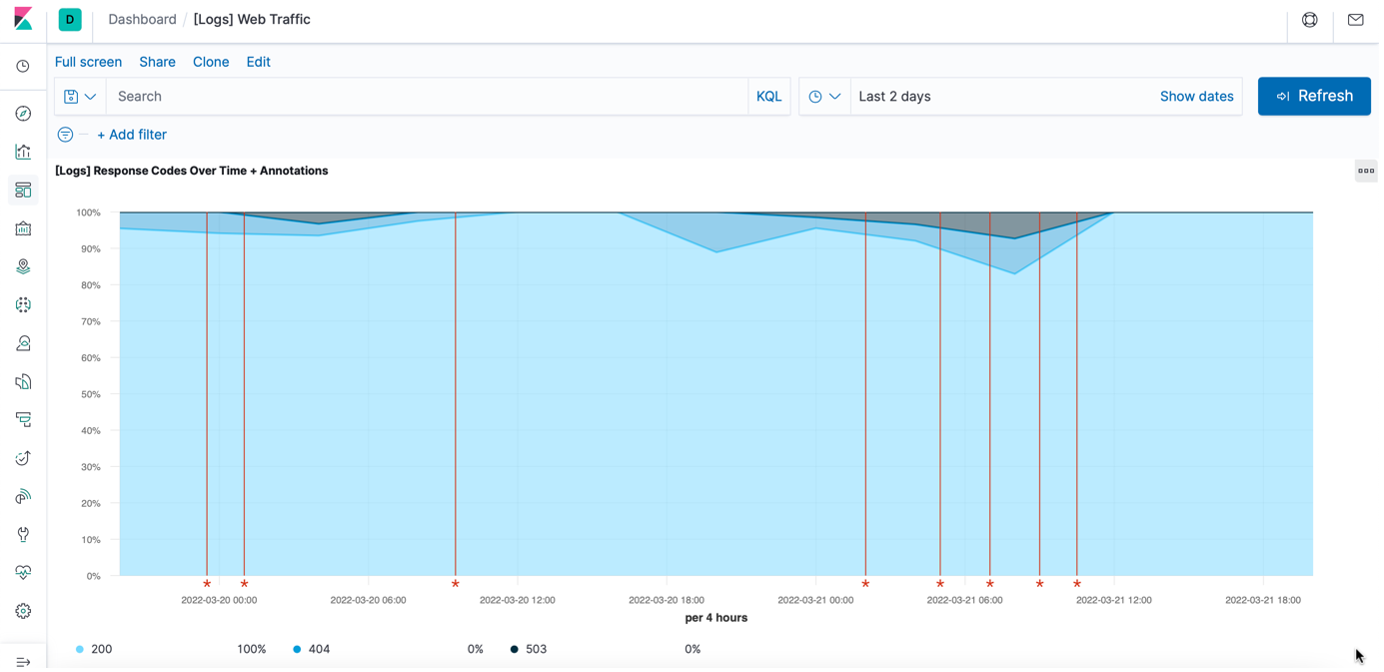 D Dashboard / [Logs] Web Traffic
Full screen Share Clone Edit
Search KQL Last 2 days Show dates Refresh
+ Add filter
[Logs] Response Codes Over Time + Annotations
100%
90%
80%
70%
60%
50%
40%
30%
20%
10%
0%
* * * * * * * *
2022-03-20 00:00 2022-03-20 06:00 2022-03-20 12:00 2022-03-20 18:00 2022-03-21 00:00 2022-03-21 06:00 2022-03-21 12:00 2022-03-21 18:00
per 4 hours
200 100% 404 0% 503 0%